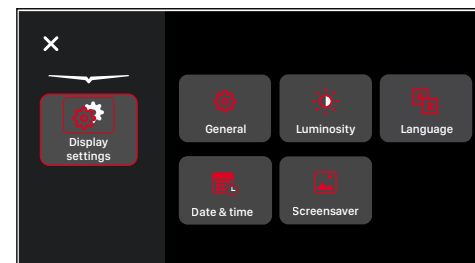 Display
settings
General
Luminosity
Language
Date & time
Screensaver